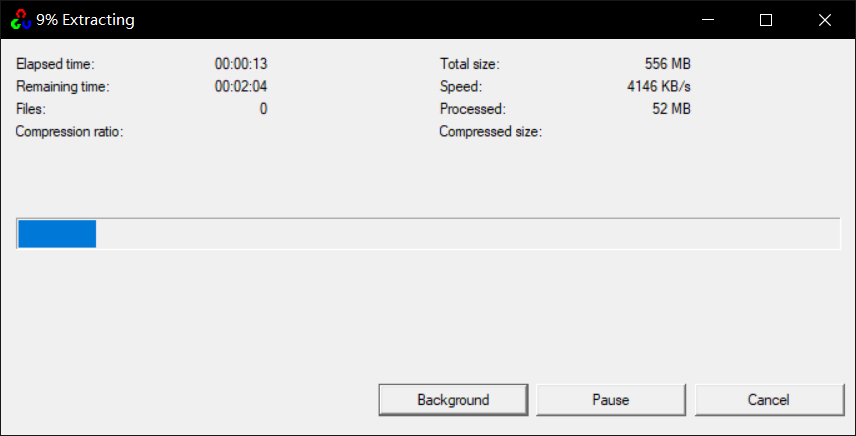 9% Extracting
Elapsed time: 00:00:13 Total size: 556 MB
Remaining time: 00:02:04 Speed: 4146 KB/s
Files: 0 Processed: 52 MB
Compression ratio: Compressed size:
Background Pause Cancel